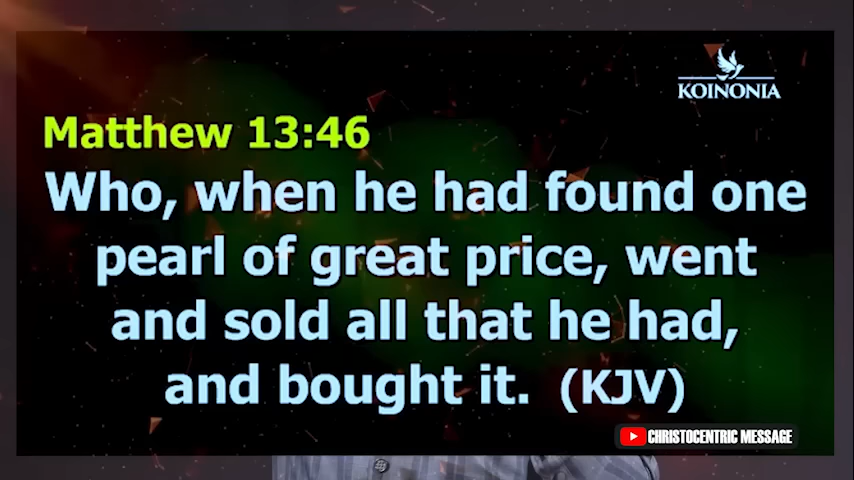 KOINONIA
Matthew 13:46
Who, when he had found one
pearl of great price, went
and sold all that he had,
and bought it. (KJV)
CHRISTOCENTRIC MESSAGE